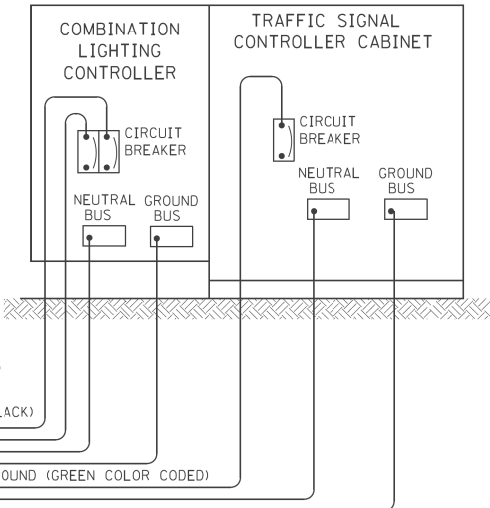 COMBINATION
LIGHTING
CONTROLLER
TRAFFIC SIGNAL
CONTROLLER CABINET
CIRCUIT
BREAKER
CIRCUIT
BREAKER
NEUTRAL
BUS
GROUND
BUS
NEUTRAL
BUS
GROUND
BUS
LACK)
OUND (GREEN COLOR CODED)